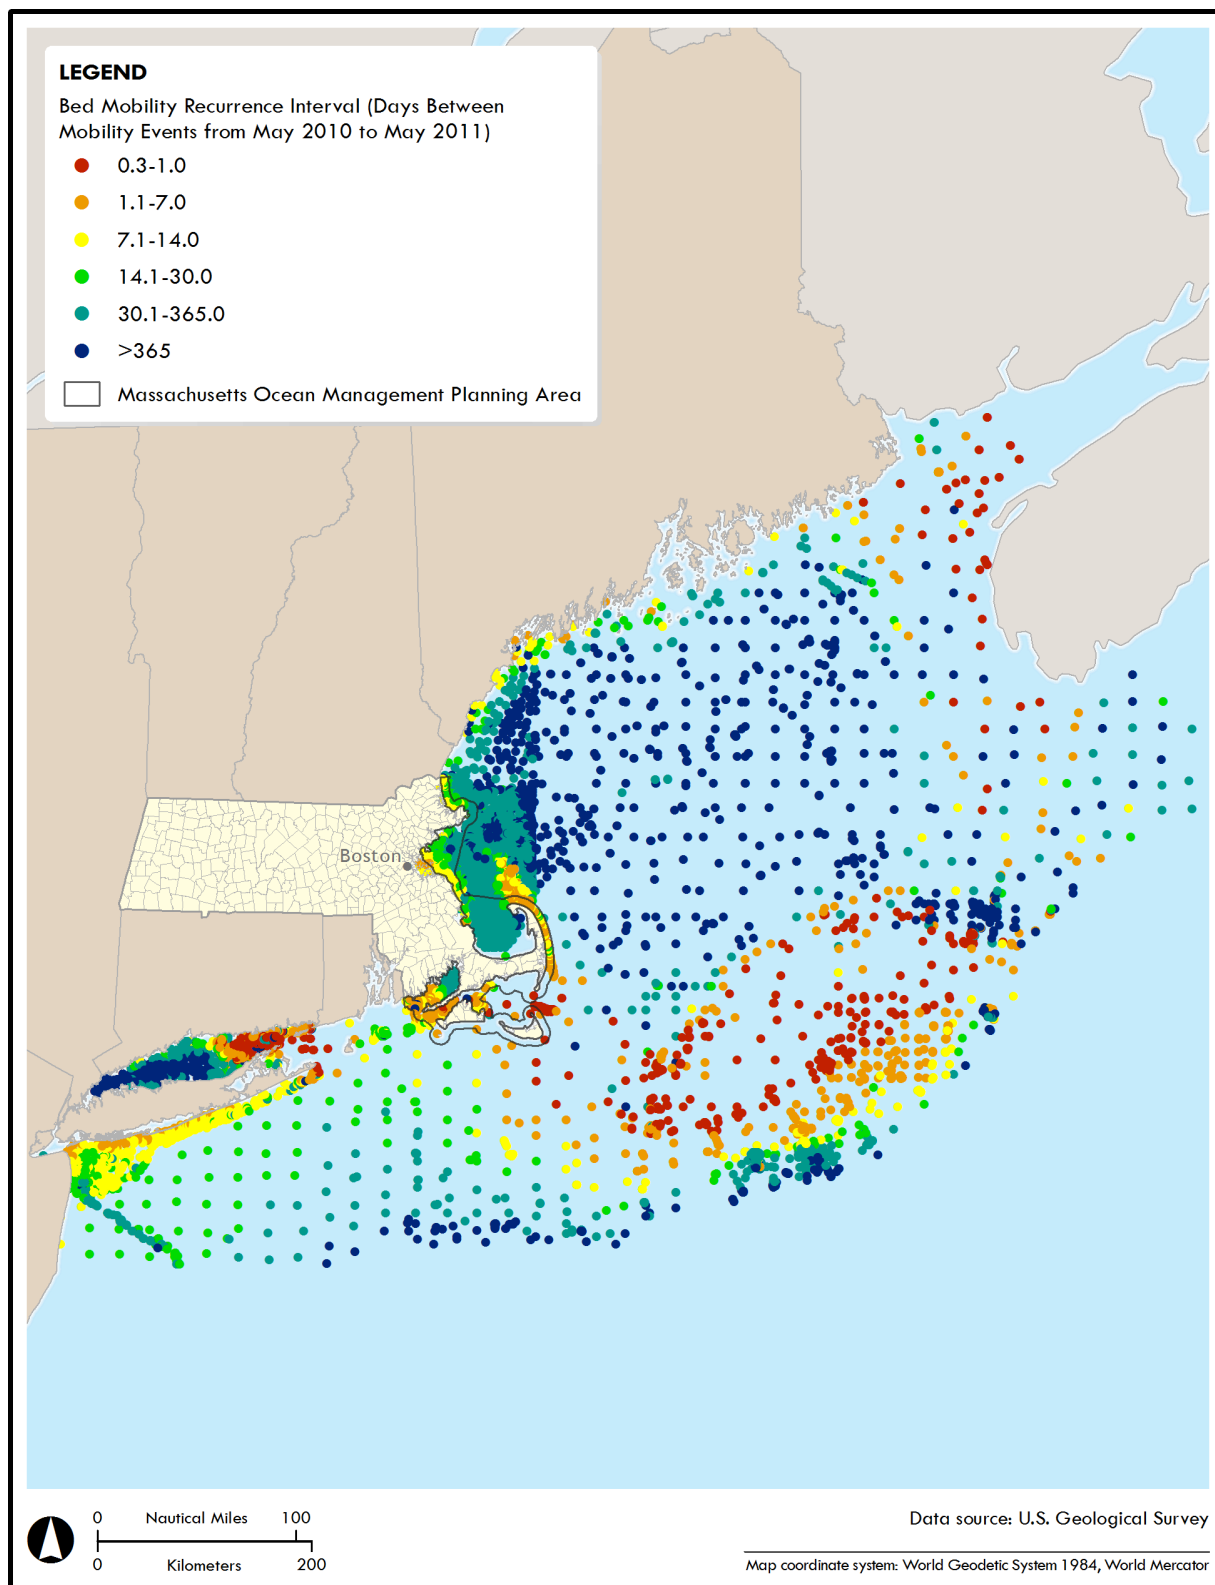 LEGEND
Bed Mobility Recurrence Interval (Days Between
Mobility Events from May 2010 to May 2011)
0.3-1.0
1.1-7.0
7.1-14.0
14.1-30.0
30.1-365.0
>365
Massachusetts Ocean Management Planning Area
Boston
0 Nautical Miles 100
0 Kilometers 200
Data source: U.S. Geological Survey
Map coordinate system: World Geodetic System 1984, World Mercator